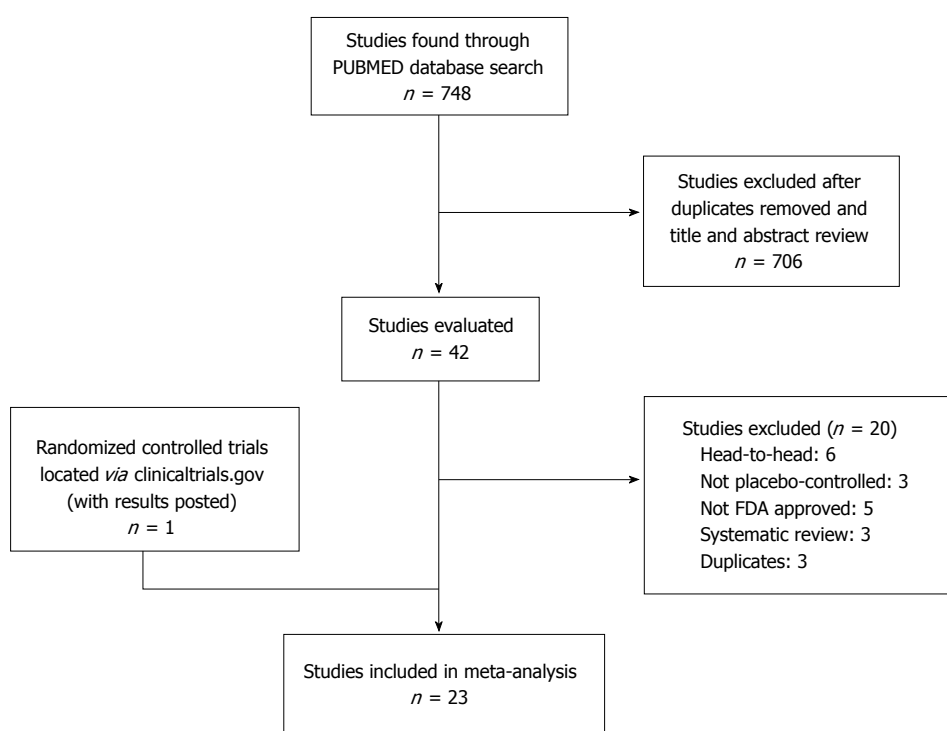 Studies found through
PUBMED database search
n = 748
Studies excluded after
duplicates removed and
title and abstract review
n = 706
Studies evaluated
n = 42
Randomized controlled trials
located via clinicaltrials.gov
(with results posted)
n = 1
Studies excluded (n = 20)
Head-to-head: 6
Not placebo-controlled: 3
Not FDA approved: 5
Systematic review: 3
Duplicates: 3
Studies included in meta-analysis
n = 23